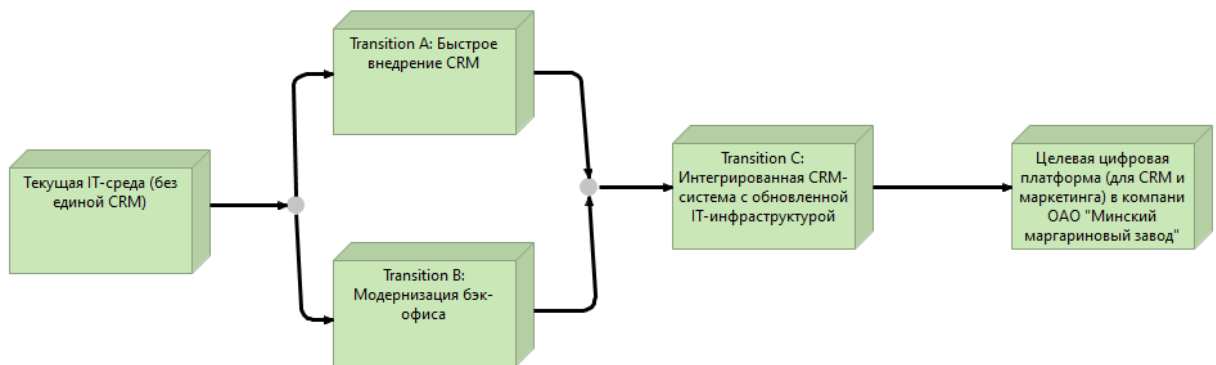 Текущая IT-среда (без
единой CRM)
Transition A: Быстрое
внедрение CRM
Transition B:
Модернизация бэк-
офиса
Transition C:
Интегрированная CRM-
система с обновленной
IT-инфраструктурой
Целевая цифровая
платформа (для CRM и
маркетинга) в компани
ОАО "Минский
маргариновый завод"